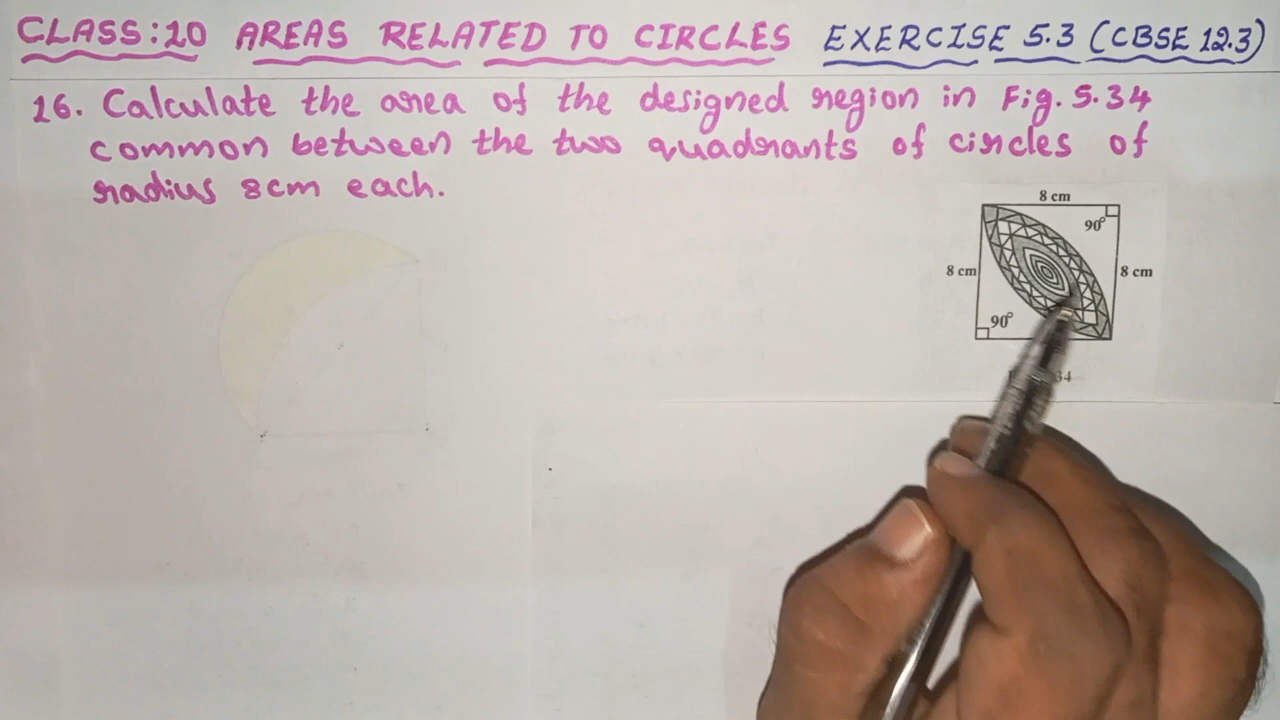 CLASS:10 AREAS RELATED TO CIRCLES EXERCISE 5.3 (CBSE 12.3)
16. Calculate the area of the designed region in Fig. 5.34
common between the two quadrants of circles of
radius 8cm each.
8 cm
90°
8 cm
8 cm
90°
34